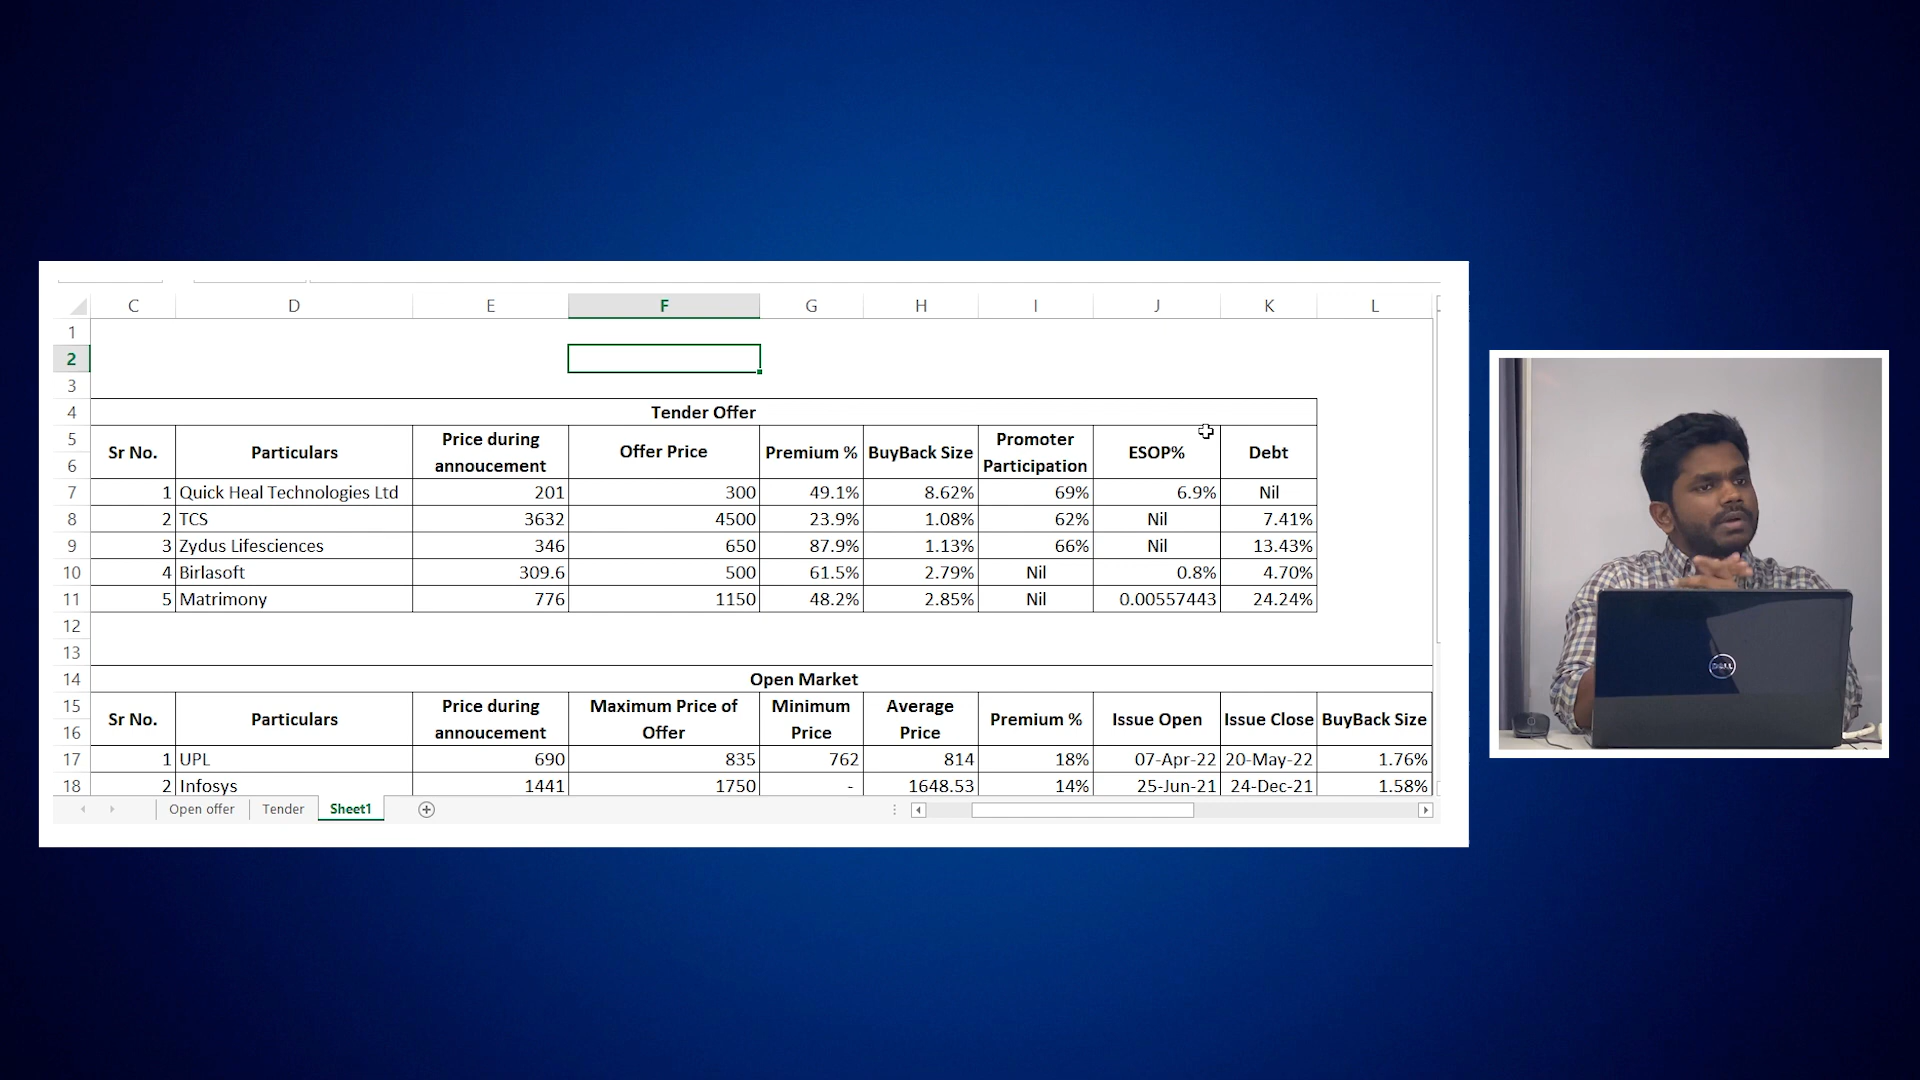 C D E F G H I J K L
1
2
3
4 Tender Offer
5 Price during Promoter
Sr No. Particulars Offer Price Premium % BuyBack Size ESOP% Debt
6 annoucement Participation
7 1 Quick Heal Technologies Ltd 201 300 49.1% 8.62% 69% 6.9% Nil
8 2 TCS 3632 4500 23.9% 1.08% 62% Nil 7.41%
9 3 Zydus Lifesciences 346 650 87.9% 1.13% 66% Nil 13.43%
10 4 Birlasoft 309.6 500 61.5% 2.79% Nil 0.8% 4.70%
11 5 Matrimony 776 1150 48.2% 2.85% Nil 0.00557443 24.24%
12
13
14 Open Market
15 Price during Maximum Price of Minimum Average
Sr No. Particulars Premium % Issue Open Issue Close BuyBack Size
16 annoucement Offer Price Price
17 1 UPL 690 835 762 814 18% 07-Apr-22 20-May-22 1.76%
18 2 Infosys 1441 1750 - 1648.53 14% 25-Jun-21 24-Dec-21 1.58%
Open offer Tender Sheet1
DELL